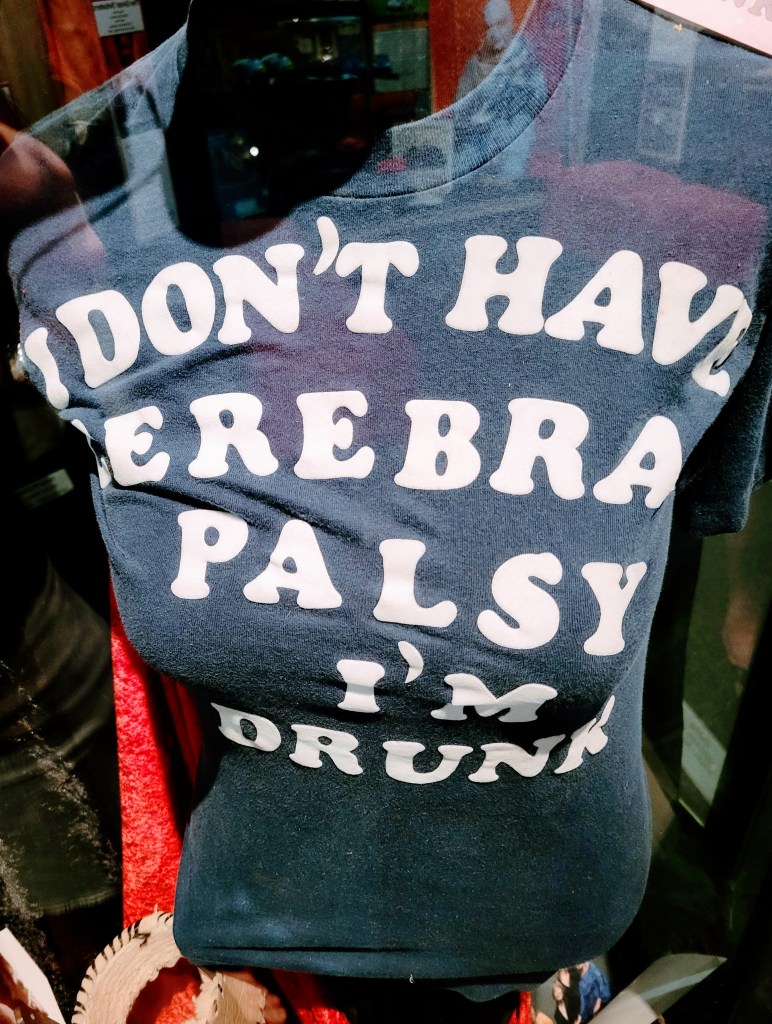 I DON'T HAVE
CEREBRAL
PALSY
I'M
DRUNK